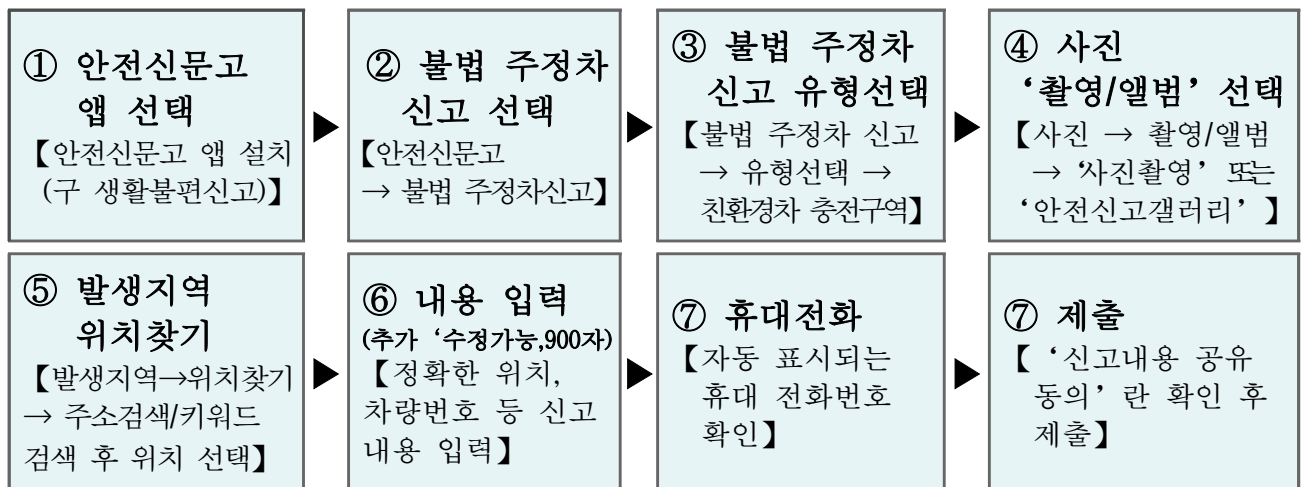 ① 안전신문고
앱 선택
【안전신문고 앱 설치
(구 생활불편신고)】
② 불법 주정차
신고 선택
【안전신문고
→ 불법 주정차신고】
③ 불법 주정차
신고 유형선택
【불법 주정차 신고
→ 유형선택 →
친환경차 충전구역】
④ 사진
‘촬영/앨범’ 선택
【사진 → 촬영/앨범
→ ‘사진촬영’ 또는
‘안전신고갤러리’】
⑤ 발생지역
위치찾기
【발생지역→위치찾기
→ 주소검색/키워드
검색 후 위치 선택】
⑥ 내용 입력
(추가 ‘수정가능,900자)
【정확한 위치,
차량번호 등 신고
내용 입력】
⑦ 휴대전화
【자동 표시되는
휴대 전화번호
확인】
⑦ 제출
【 ‘신고내용 공유
동의’란 확인 후
제출】